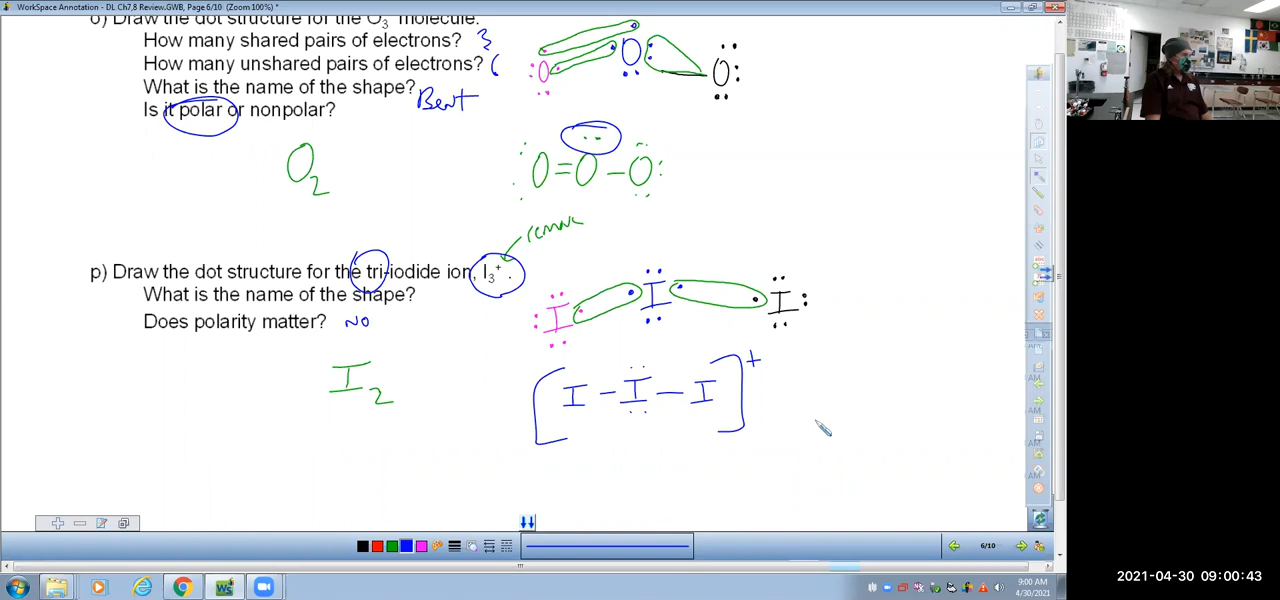 WorkSpace Annotation - DL Ch7,8 Review.GWB, Page 6/10 (Zoom 100%) *
o) Draw the dot structure for the O3 molecule.
How many shared pairs of electrons? 3
How many unshared pairs of electrons? 6
What is the name of the shape? Bent
Is it polar or nonpolar?
O
O
O
O2
O=O-O
remove
p) Draw the dot structure for the tri-iodide ion, I3+.
What is the name of the shape?
Does polarity matter? NO
I
I
I
I2
[I-I-I]+
6/10
9:00 AM
4/30/2021
2021-04-30 09:00:43